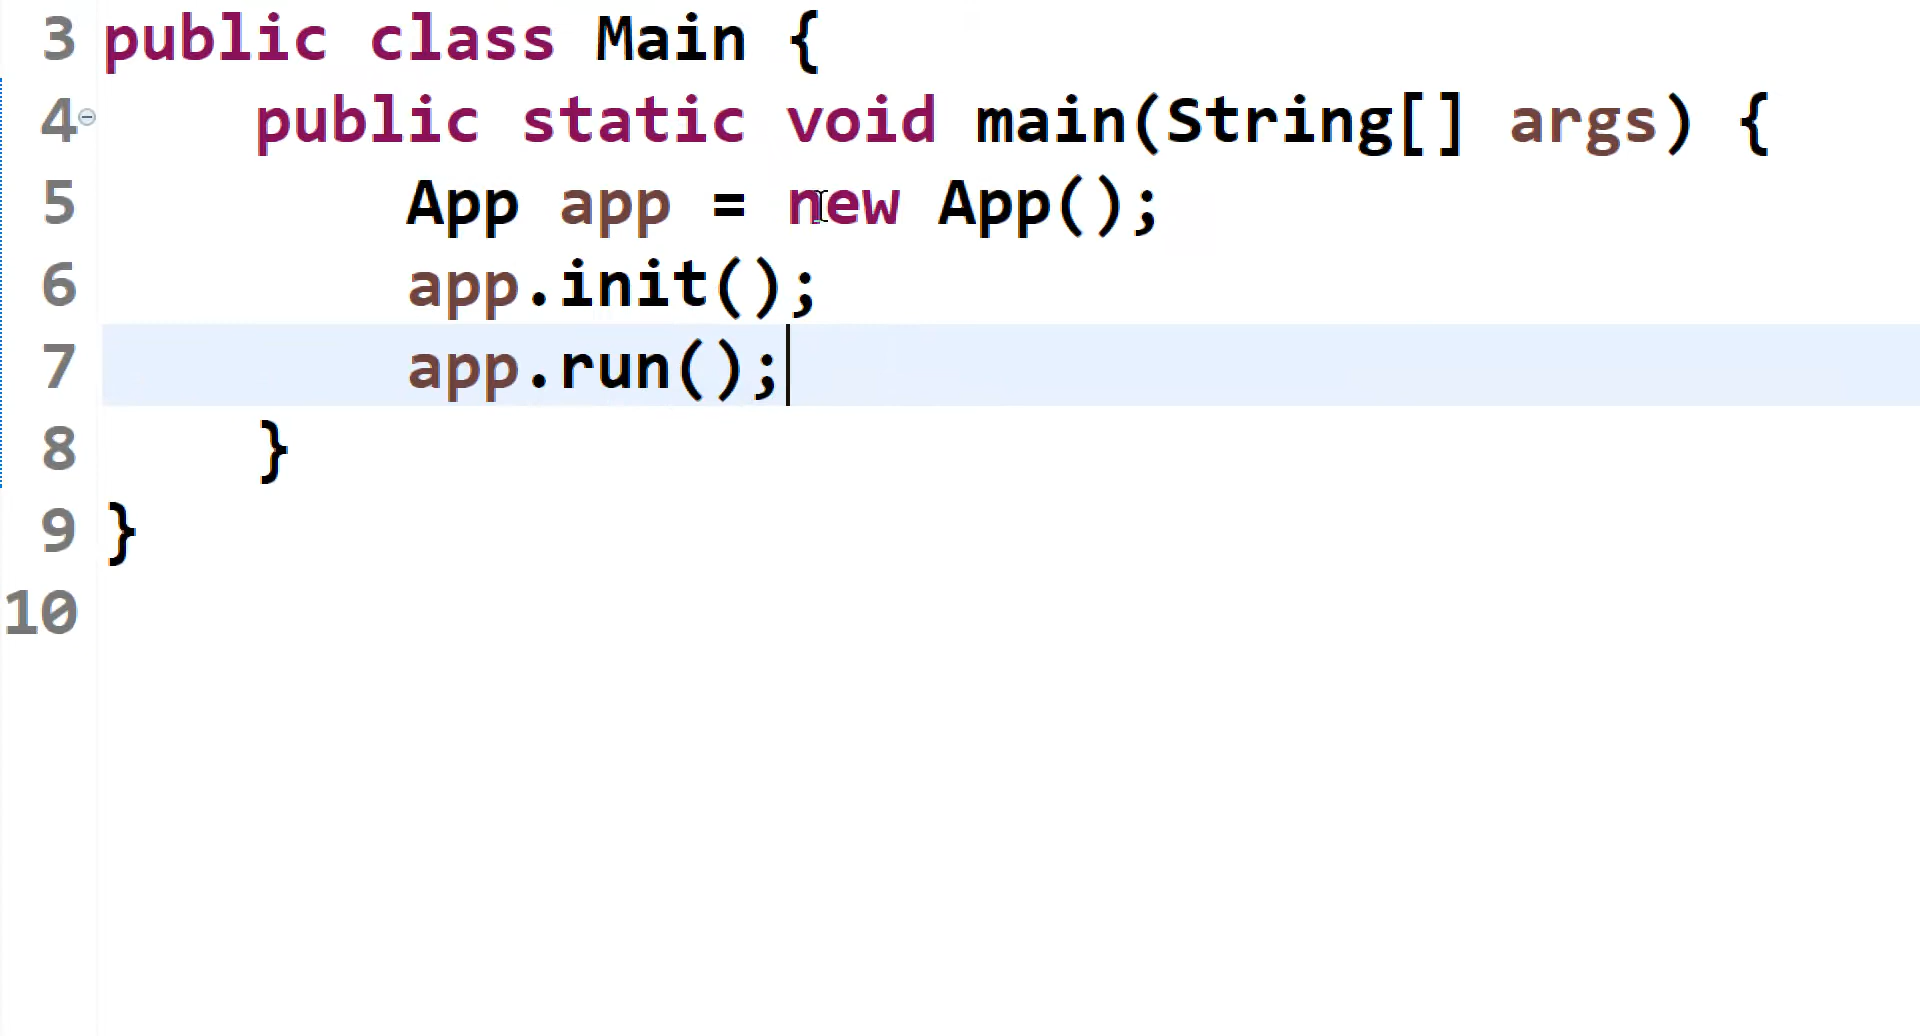 3 public class Main {
4 public static void main(String[] args) {
5 App app = new App();
6 app.init();
7 app.run();
8 }
9 }
10